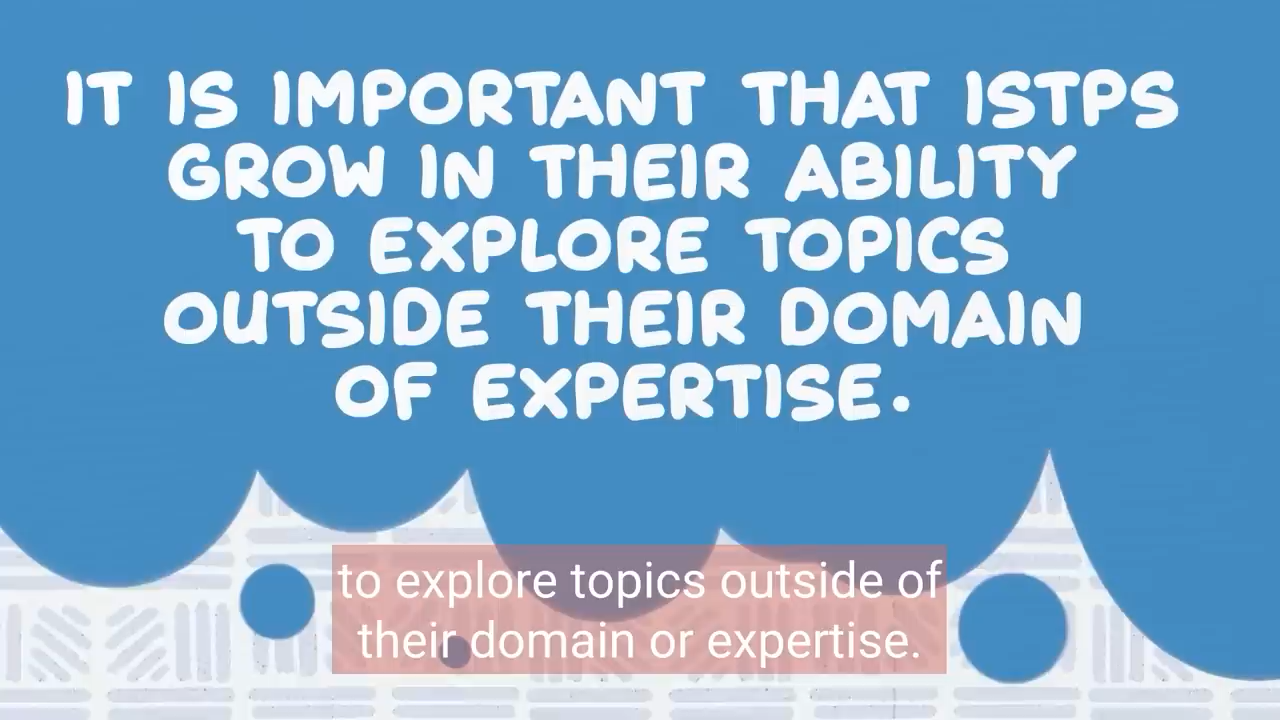 IT IS IMPORTANT THAT ISTPS
GROW IN THEIR ABILITY
TO EXPLORE TOPICS
OUTSIDE THEIR DOMAIN
OF EXPERTISE.
to explore topics outside of
their domain or expertise.